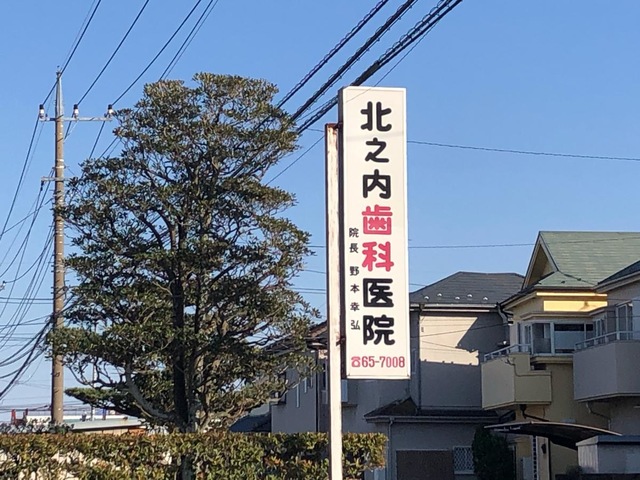 北之内歯科医院
院長 野本幸弘
☎65-7008